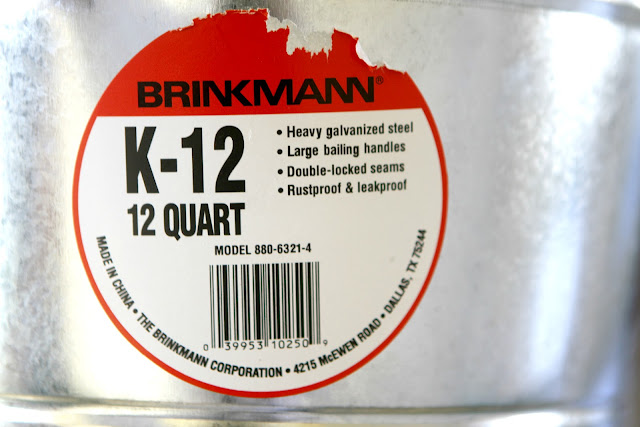 BRINKMANN®
K-12
12 QUART
• Heavy galvanized steel
• Large bailing handles
• Double-locked seams
• Rustproof & leakproof
MODEL 880-6321-4
0 39953 10250 9
MADE IN CHINA • THE BRINKMANN CORPORATION • 4215 McEWEN ROAD • DALLAS, TX 75244